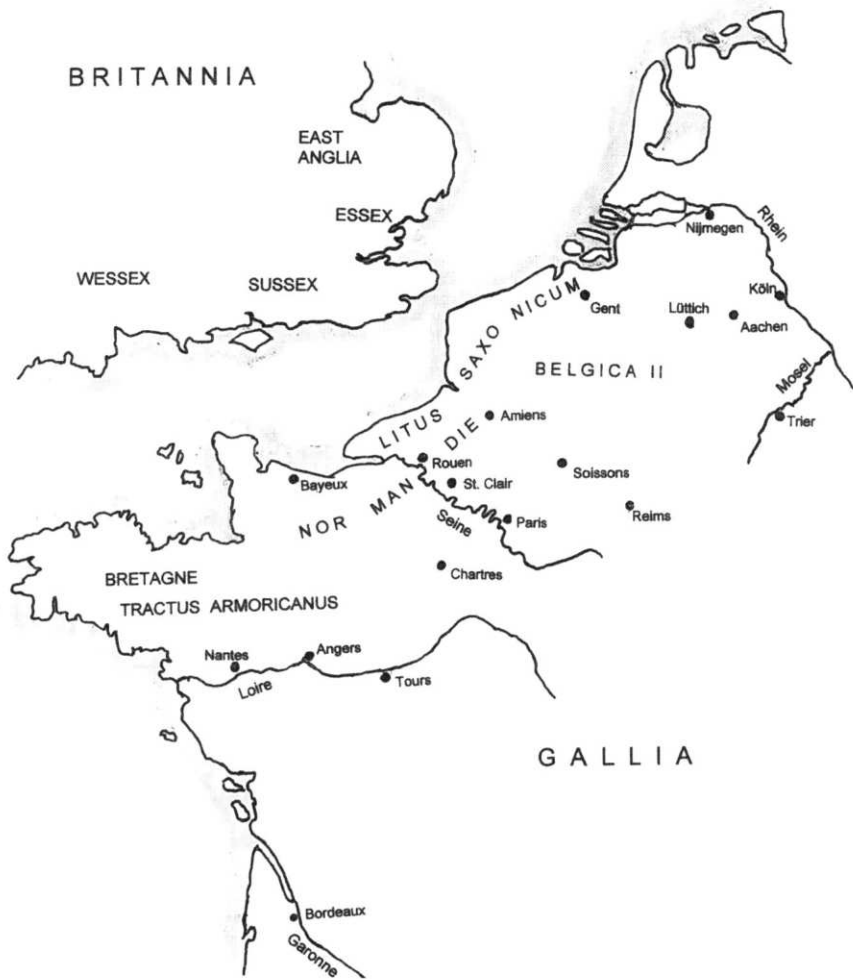 BRITANNIA
EAST
ANGLIA
ESSEX
WESSEX
SUSSEX
Nijmegen
Rhein
Köln
Gent
Lüttich
Aachen
LITUS SAXO NICUM
BELGICA II
Mosel
Trier
Amiens
NOR MAN DIE
Rouen
Soissons
Bayeux
St. Clair
Reims
Seine
Paris
Chartres
BRETAGNE
TRACTUS ARMORICANUS
Nantes
Angers
Loire
Tours
GALLIA
Bordeaux
Garonne